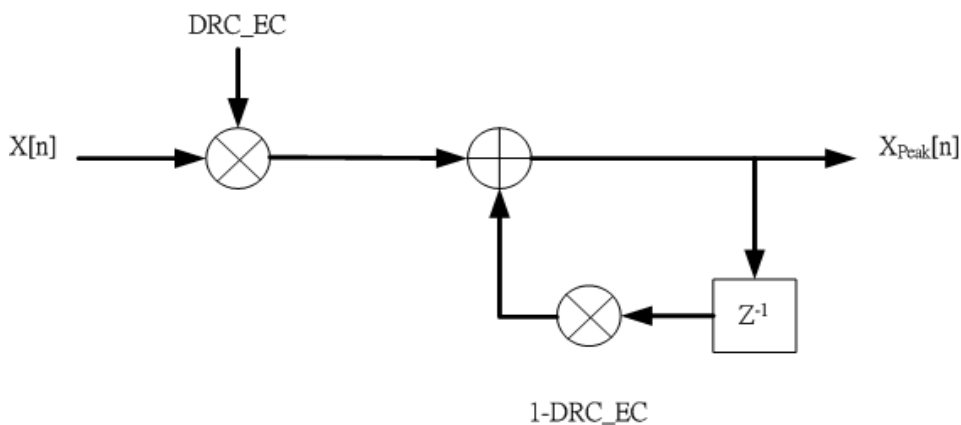 DRC_EC
X[n]
X_Peak[n]
Z⁻¹
1-DRC_EC